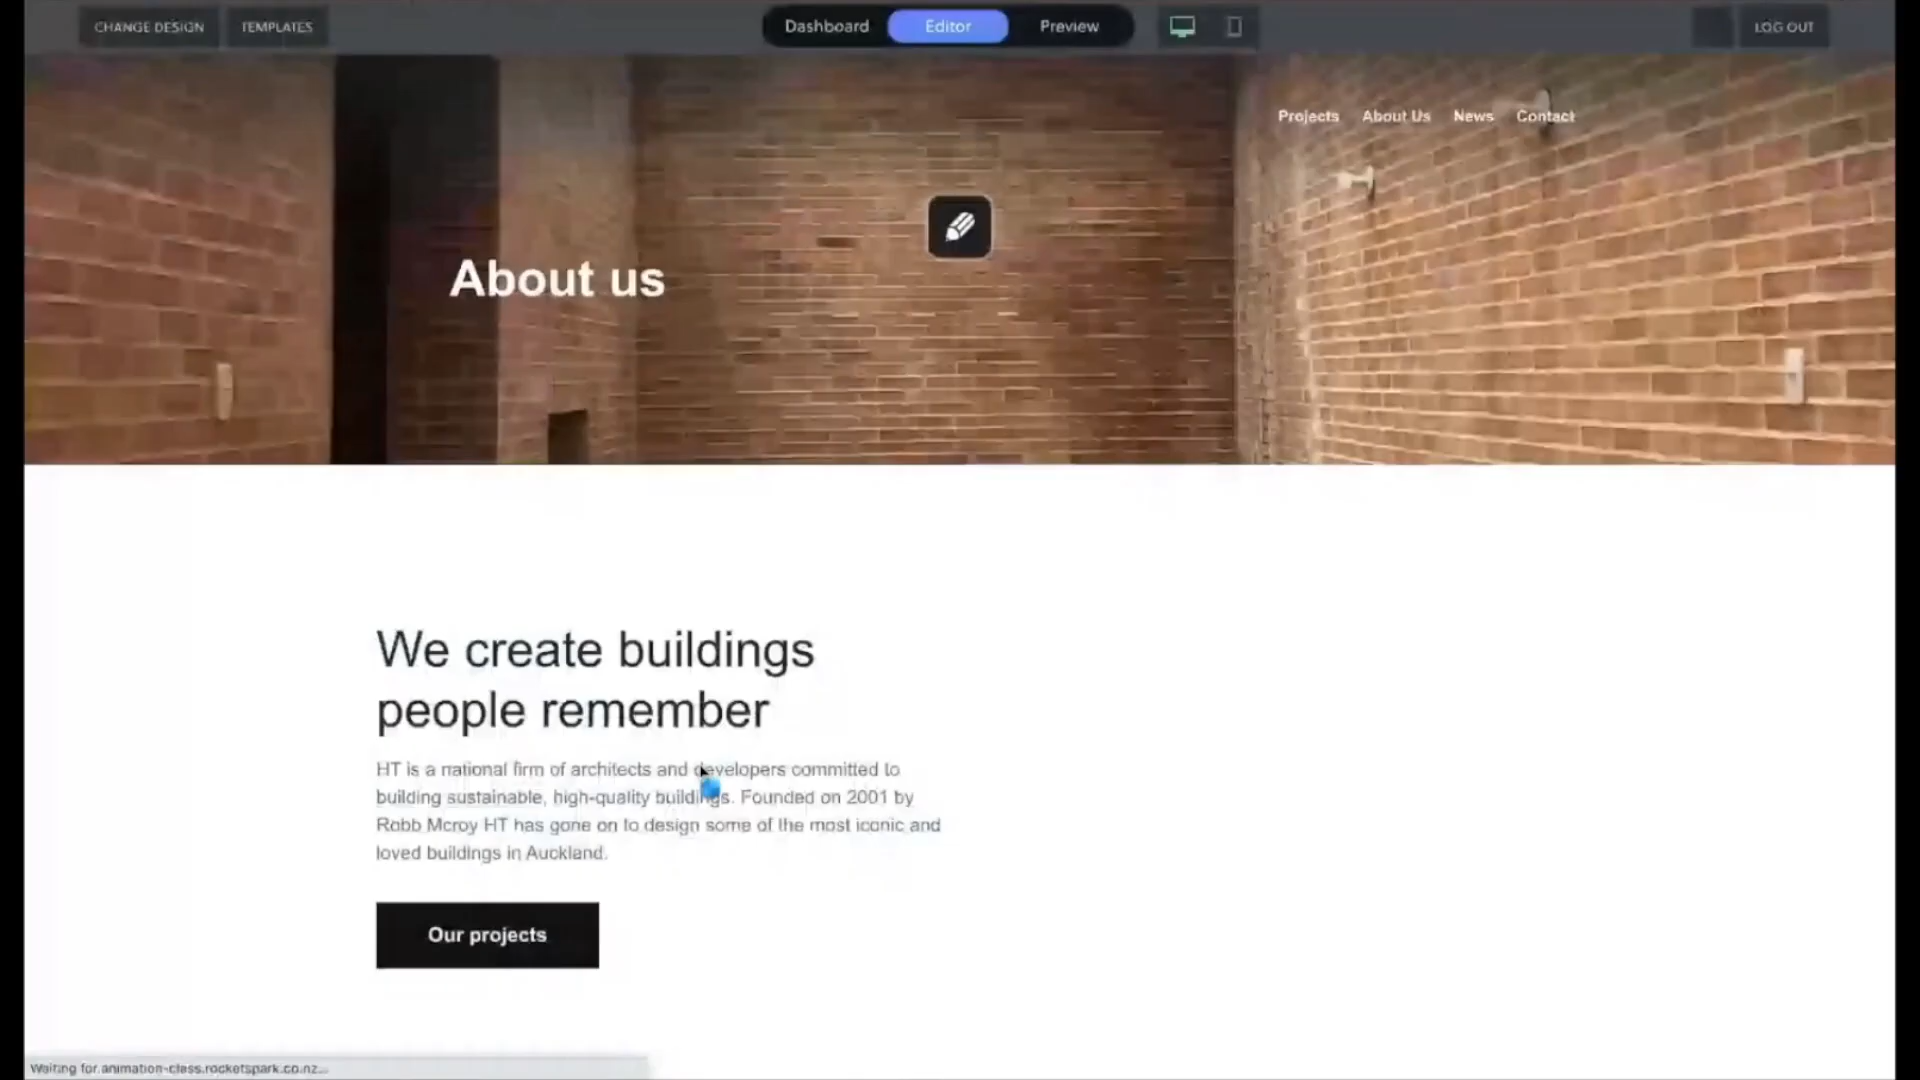 CHANGE DESIGN TEMPLATES Dashboard Editor Preview LOG OUT
Projects About Us News Contact
About us
We create buildings
people remember
HT is a national firm of architects and developers committed to
building sustainable, high-quality buildings. Founded on 2001 by
Robb Mcroy HT has gone on to design some of the most iconic and
loved buildings in Auckland.
Our projects
Waiting for animation-class.rocketspark.co.nz...